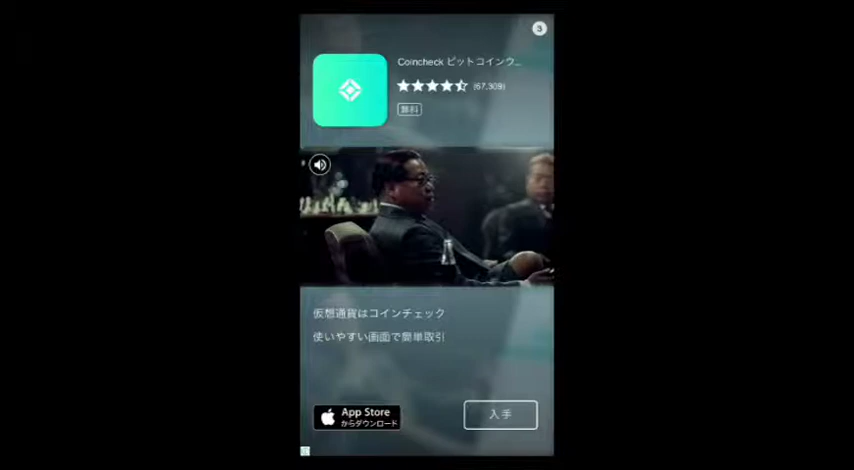 3
Coincheck ビットコインウ...
(67,309)
無料
仮想通貨はコインチェック
使いやすい画面で簡単取引
App Store
からダウンロード
入手